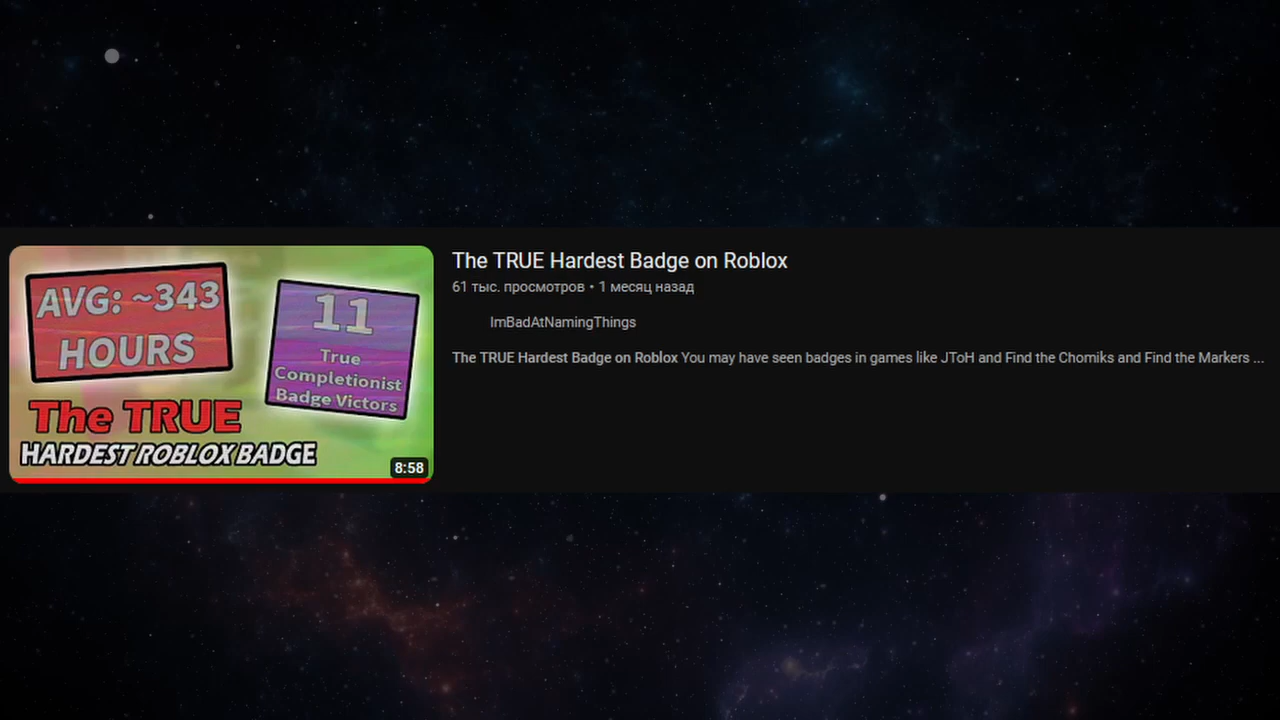 AVG: ~343
HOURS
11
True
Completionist
Badge Victors
The TRUE
HARDEST ROBLOX BADGE
8:58
The TRUE Hardest Badge on Roblox
61 тыс. просмотров • 1 месяц назад
ImBadAtNamingThings
The TRUE Hardest Badge on Roblox You may have seen badges in games like JToH and Find the Chomiks and Find the Markers ...